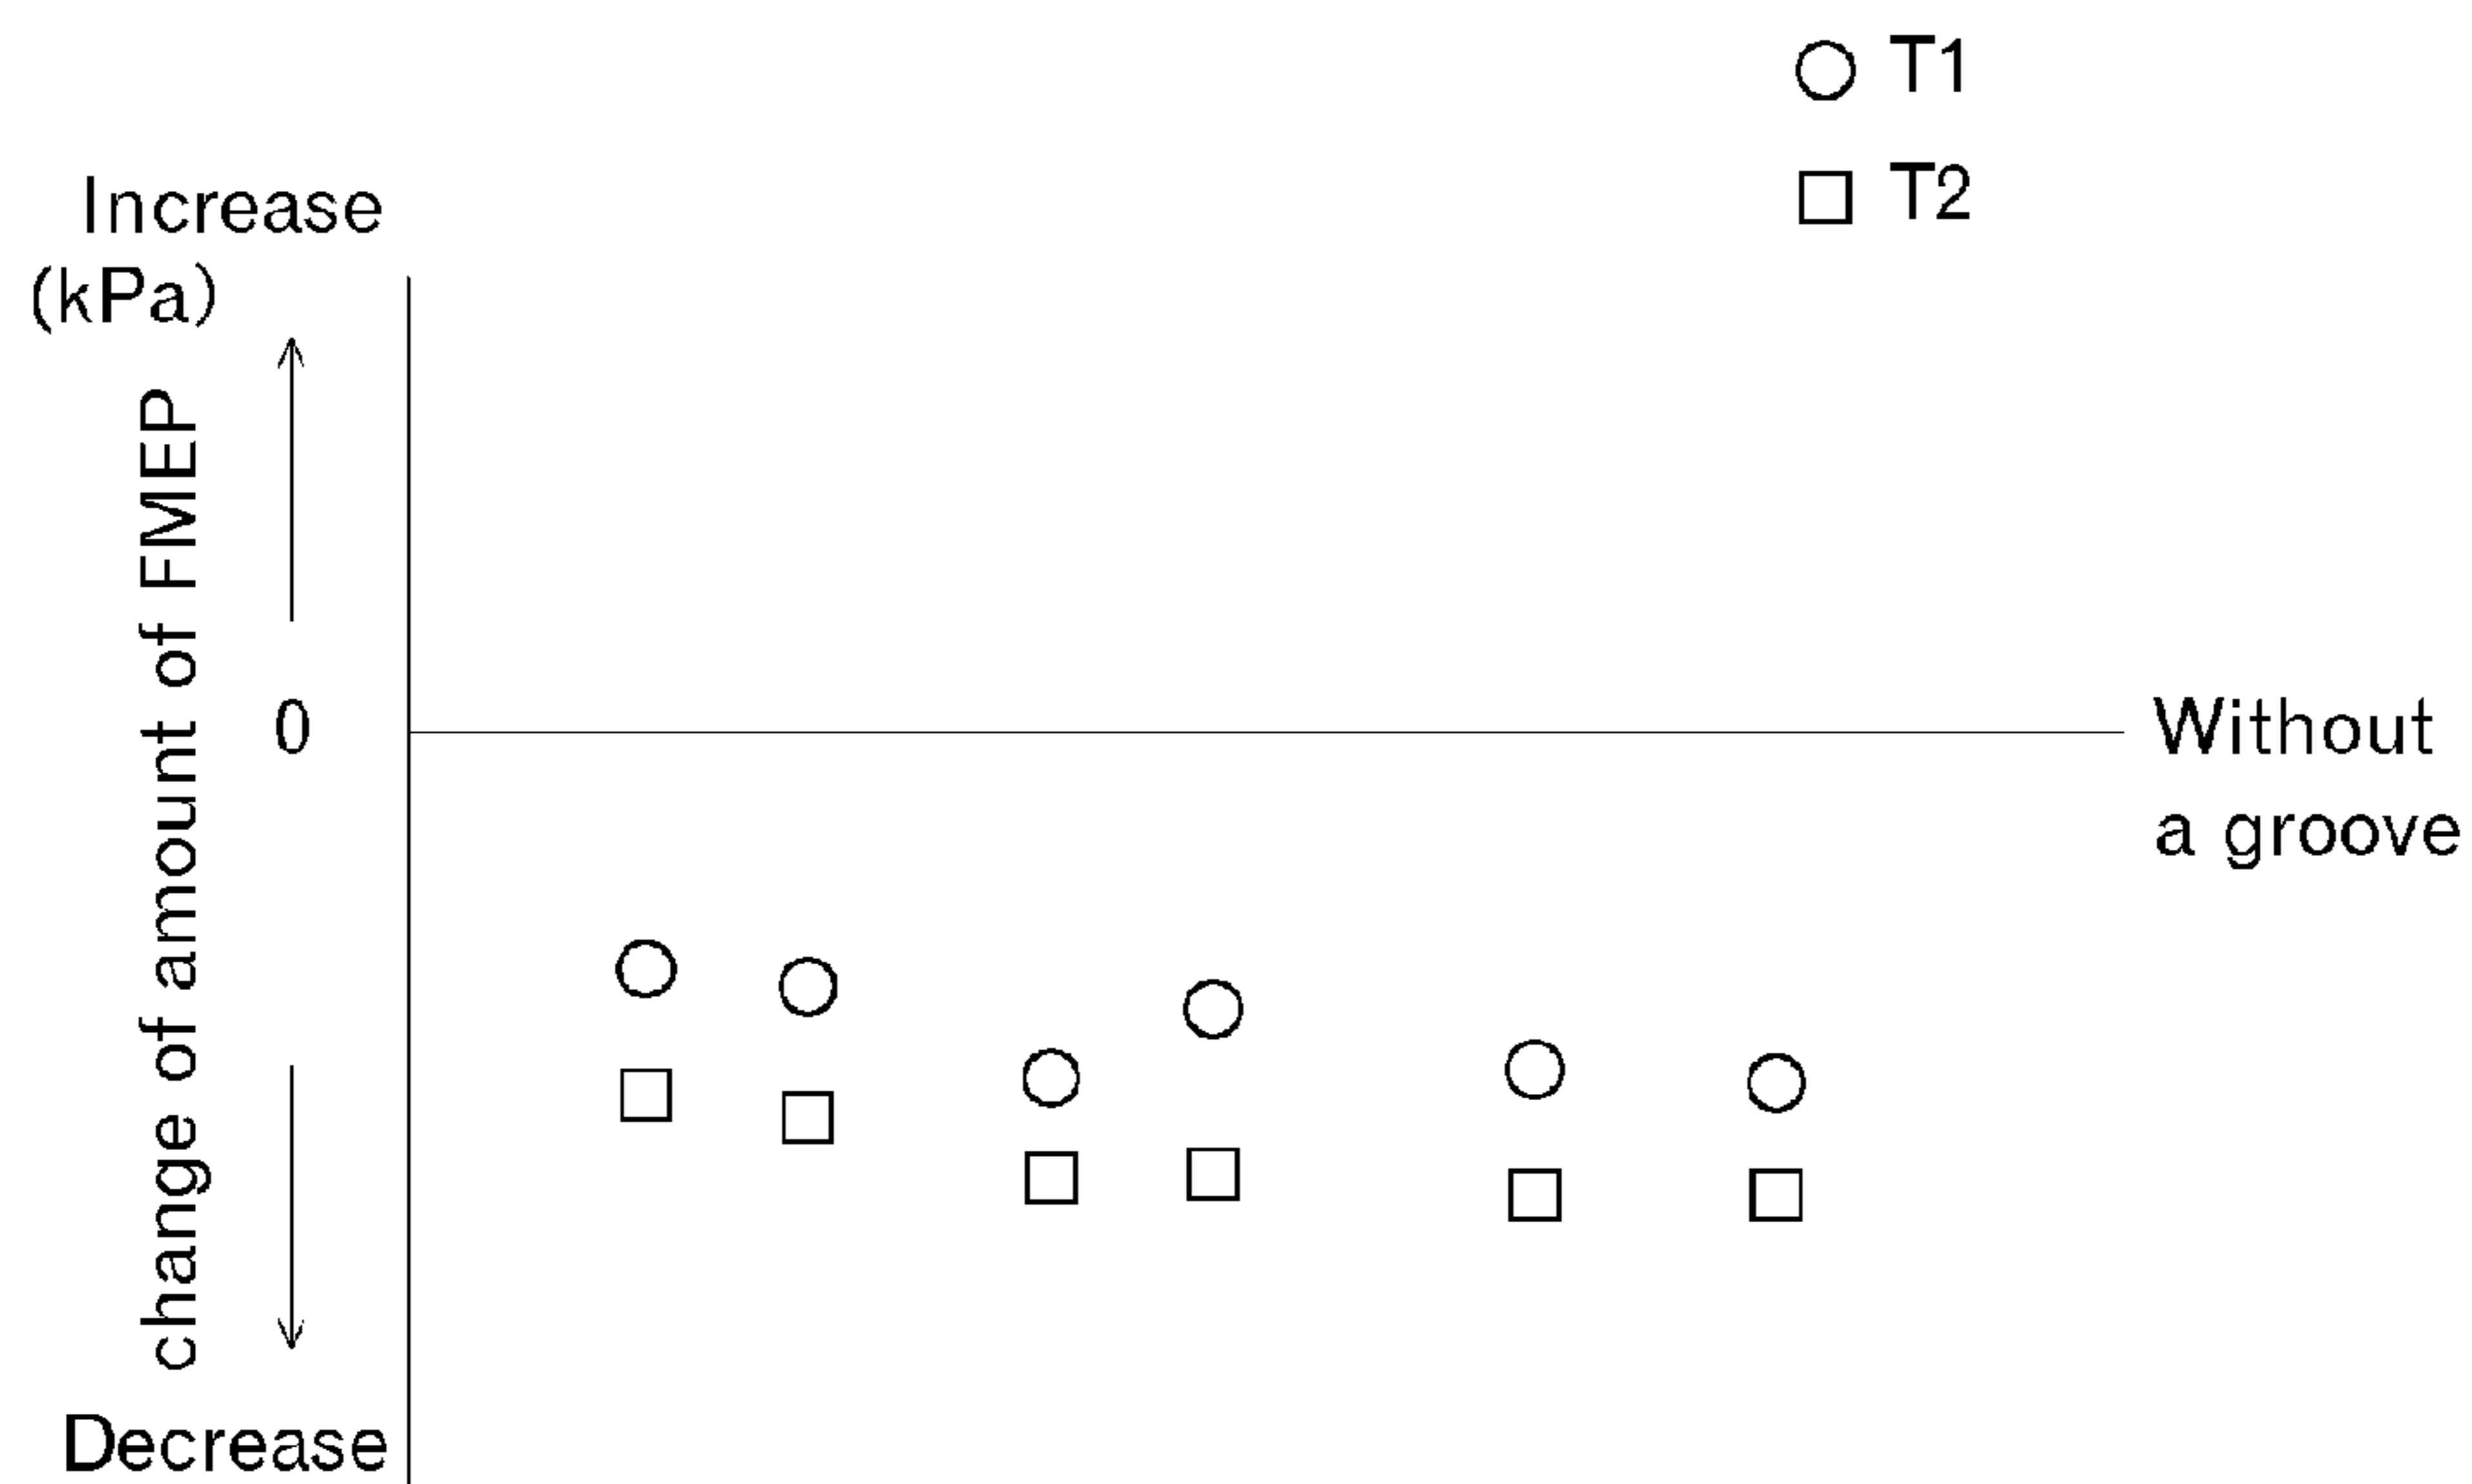 T1
T2
Increase
(kPa)
change of amount of FMEP
0
Without
a groove
Decrease